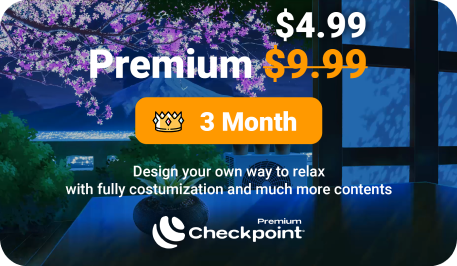 $4.99
Premium $9.99
3 Month
Design your own way to relax
with fully costumization and much more contents
Premium
Checkpoint